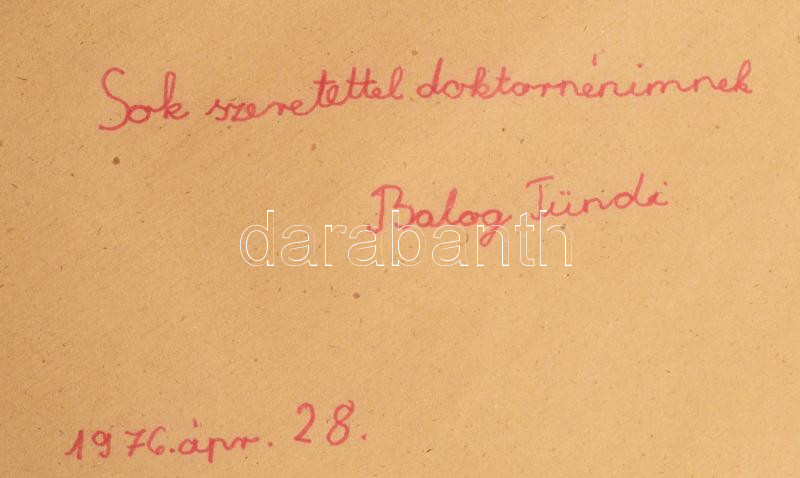 Sok szeretettel doktornénimnek
Balog Tündi
darabanth
1976. ápr. 28.